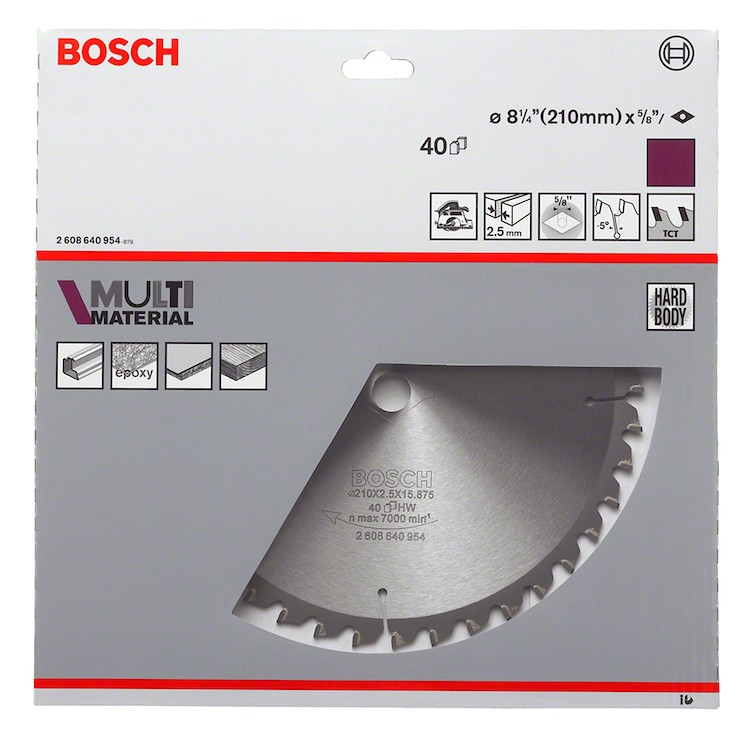 BOSCH
ø 8¼"(210mm) x ⅝"/
40
5/8"
2.5 mm
-5°
TCT
2 608 640 954-879
MULTI
MATERIAL
HARD
BODY
epoxy
BOSCH
ø210X2.5X15.875
40 HW
n max 7000 min-¹
2 608 640 954